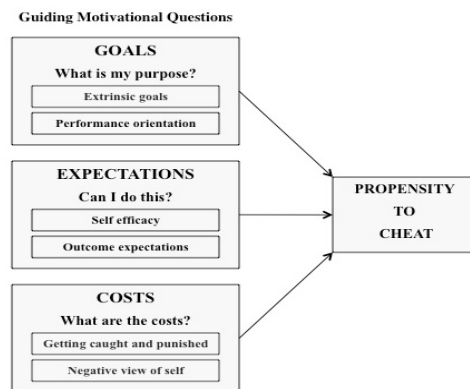 Guiding Motivational Questions
GOALS
What is my purpose?
Extrinsic goals
Performance orientation
EXPECTATIONS
Can I do this?
Self efficacy
Outcome expectations
COSTS
What are the costs?
Getting caught and punished
Negative view of self
PROPENSITY
TO
CHEAT